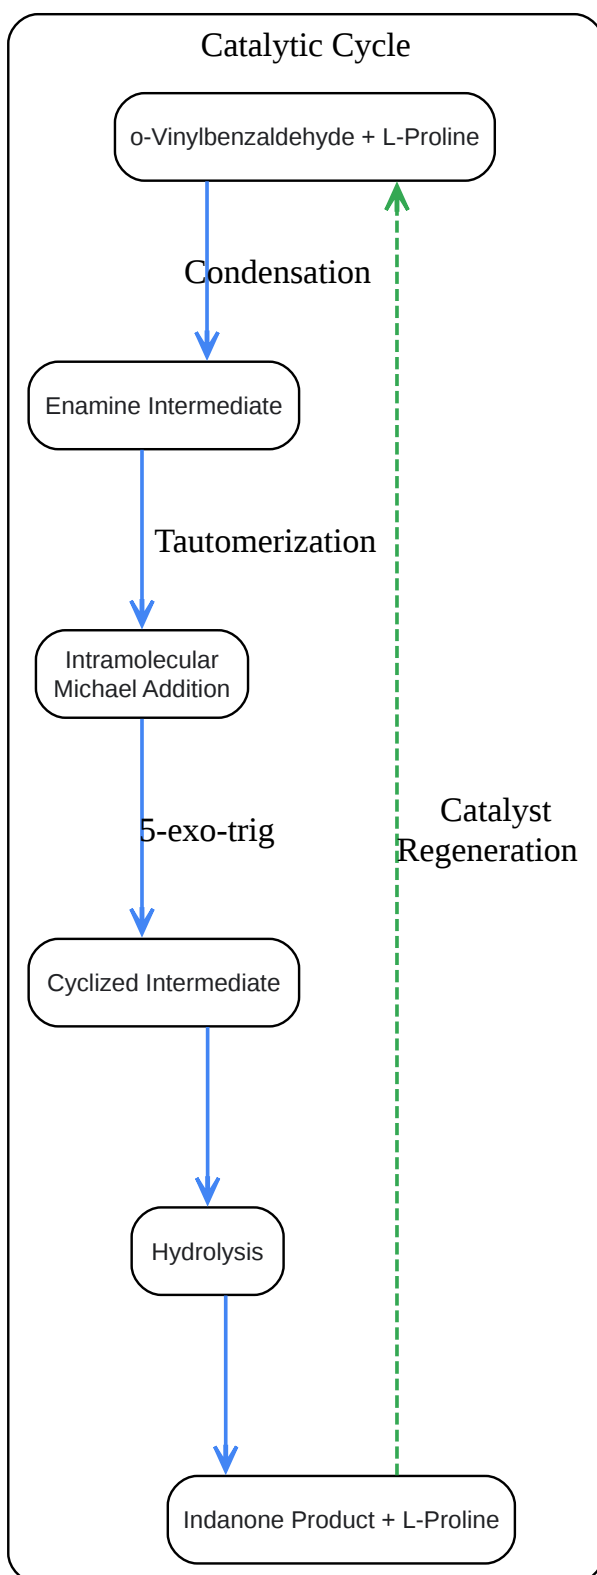 Catalytic Cycle
o-Vinylbenzaldehyde + L-Proline
Condensation
Enamine Intermediate
Tautomerization
Intramolecular
Michael Addition
5-exo-trig
Catalyst
Regeneration
Cyclized Intermediate
Hydrolysis
Indanone Product + L-Proline